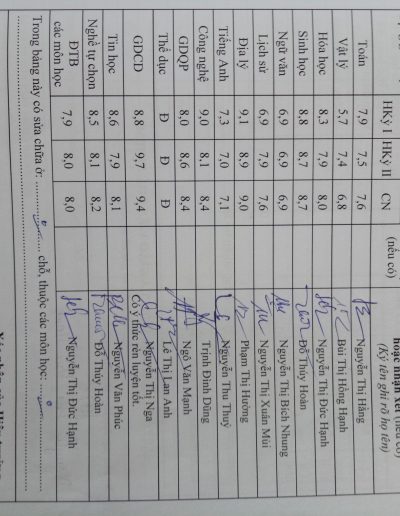 hoặc nhận xét (nếu có)
HKỳ I HKỳ II CN (nếu có) (Ký tên ghi rõ họ tên)
Toán 7,9 7,5 7,6 Nguyễn Thị Hằng
Vật lý 5,7 7,4 6,8 Bùi Thị Hồng Hạnh
Hóa học 8,3 7,9 8,0 Nguyễn Thị Đức Hạnh
Sinh học 8,8 8,7 8,7 Đỗ Thuý Hoàn
Ngữ văn 6,9 6,9 6,9 Nguyễn Thị Bích Nhung
Lịch sử 6,9 7,9 7,6 Nguyễn Thị Xuân Mùi
Địa lý 9,1 8,9 9,0 Phạm Thị Hường
Tiếng Anh 7,3 7,0 7,1 Nguyễn Thu Thuỷ
Công nghệ 9,0 8,1 8,4 Trịnh Đình Dũng
GDQP 8,0 8,6 8,4 Ngô Văn Mạnh
Thể dục Đ Đ Đ Lê Thị Lan Anh
GDCD 8,8 9,7 9,4 Nguyễn Thị Nga
Có ý thức rèn luyện tốt.
Tin học 8,6 7,9 8,1 Nguyễn Văn Phúc
Nghề tự chọn 8,5 8,1 8,2 Đỗ Thuý Hoàn
ĐTB
các môn học 7,9 8,0 8,0 Nguyễn Thị Đức Hạnh
Trong bảng này có sửa chữa ở: ........ chỗ, thuộc các môn học: ........